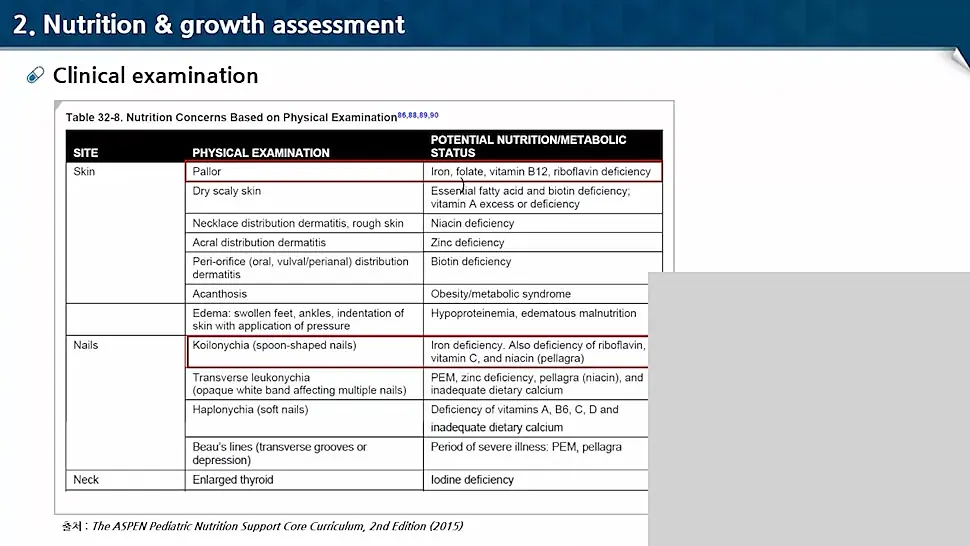 2. Nutrition & growth assessment
Clinical examination
Table 32-8. Nutrition Concerns Based on Physical Examination86,88,89,90
SITE PHYSICAL EXAMINATION POTENTIAL NUTRITION/METABOLIC
STATUS
Skin Pallor Iron, folate, vitamin B12, riboflavin deficiency
Dry scaly skin Essential fatty acid and biotin deficiency;
vitamin A excess or deficiency
Necklace distribution dermatitis, rough skin Niacin deficiency
Acral distribution dermatitis Zinc deficiency
Peri-orifice (oral, vulval/perianal) distribution Biotin deficiency
dermatitis
Acanthosis Obesity/metabolic syndrome
Edema: swollen feet, ankles, indentation of Hypoproteinemia, edematous malnutrition
skin with application of pressure
Nails Koilonychia (spoon-shaped nails) Iron deficiency. Also deficiency of riboflavin,
vitamin C, and niacin (pellagra)
Transverse leukonychia PEM, zinc deficiency, pellagra (niacin), and
(opaque white band affecting multiple nails) inadequate dietary calcium
Haplonychia (soft nails) Deficiency of vitamins A, B6, C, D and
inadequate dietary calcium
Beau's lines (transverse grooves or Period of severe illness: PEM, pellagra
depression)
Neck Enlarged thyroid Iodine deficiency
출처 : The ASPEN Pediatric Nutrition Support Core Curriculum, 2nd Edition (2015)